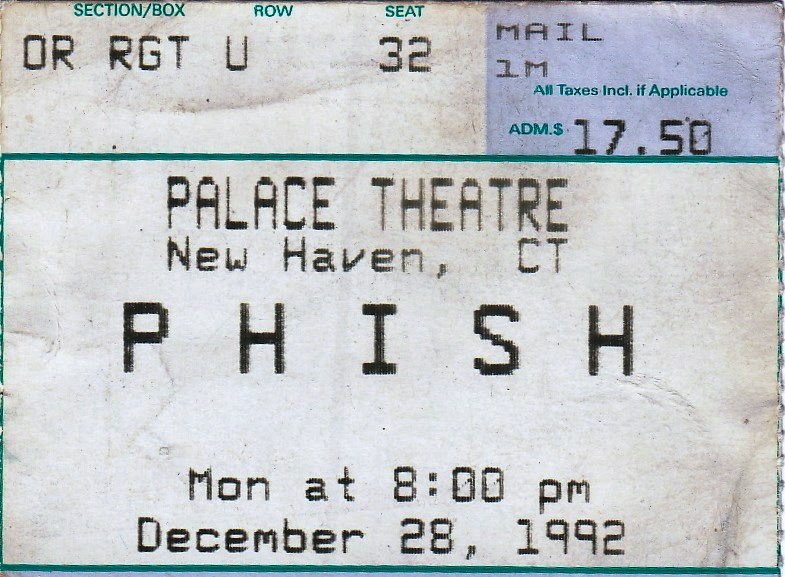 SECTION/BOX ROW SEAT
OR RGT U 32
MAIL
1M
All Taxes Incl. if Applicable
ADM.$ 17.50
PALACE THEATRE
New Haven, CT
PHISH
Mon at 8:00 pm
December 28, 1992